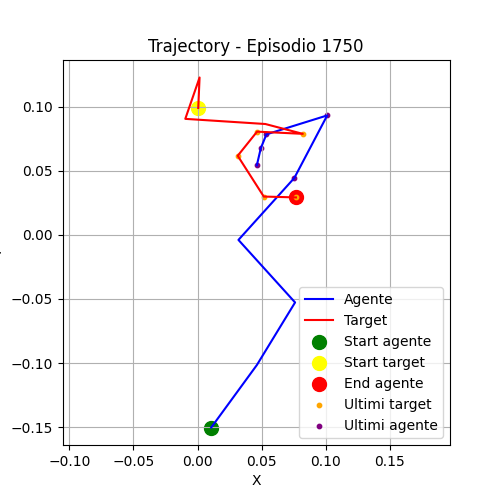 Trajectory - Episodio 1750
0.10
0.05
0.00
−0.05
−0.10
−0.15
−0.10
−0.05
0.00
0.05
0.10
0.15
X
Agente
Target
Start agente
Start target
End agente
Ultimi target
Ultimi agente